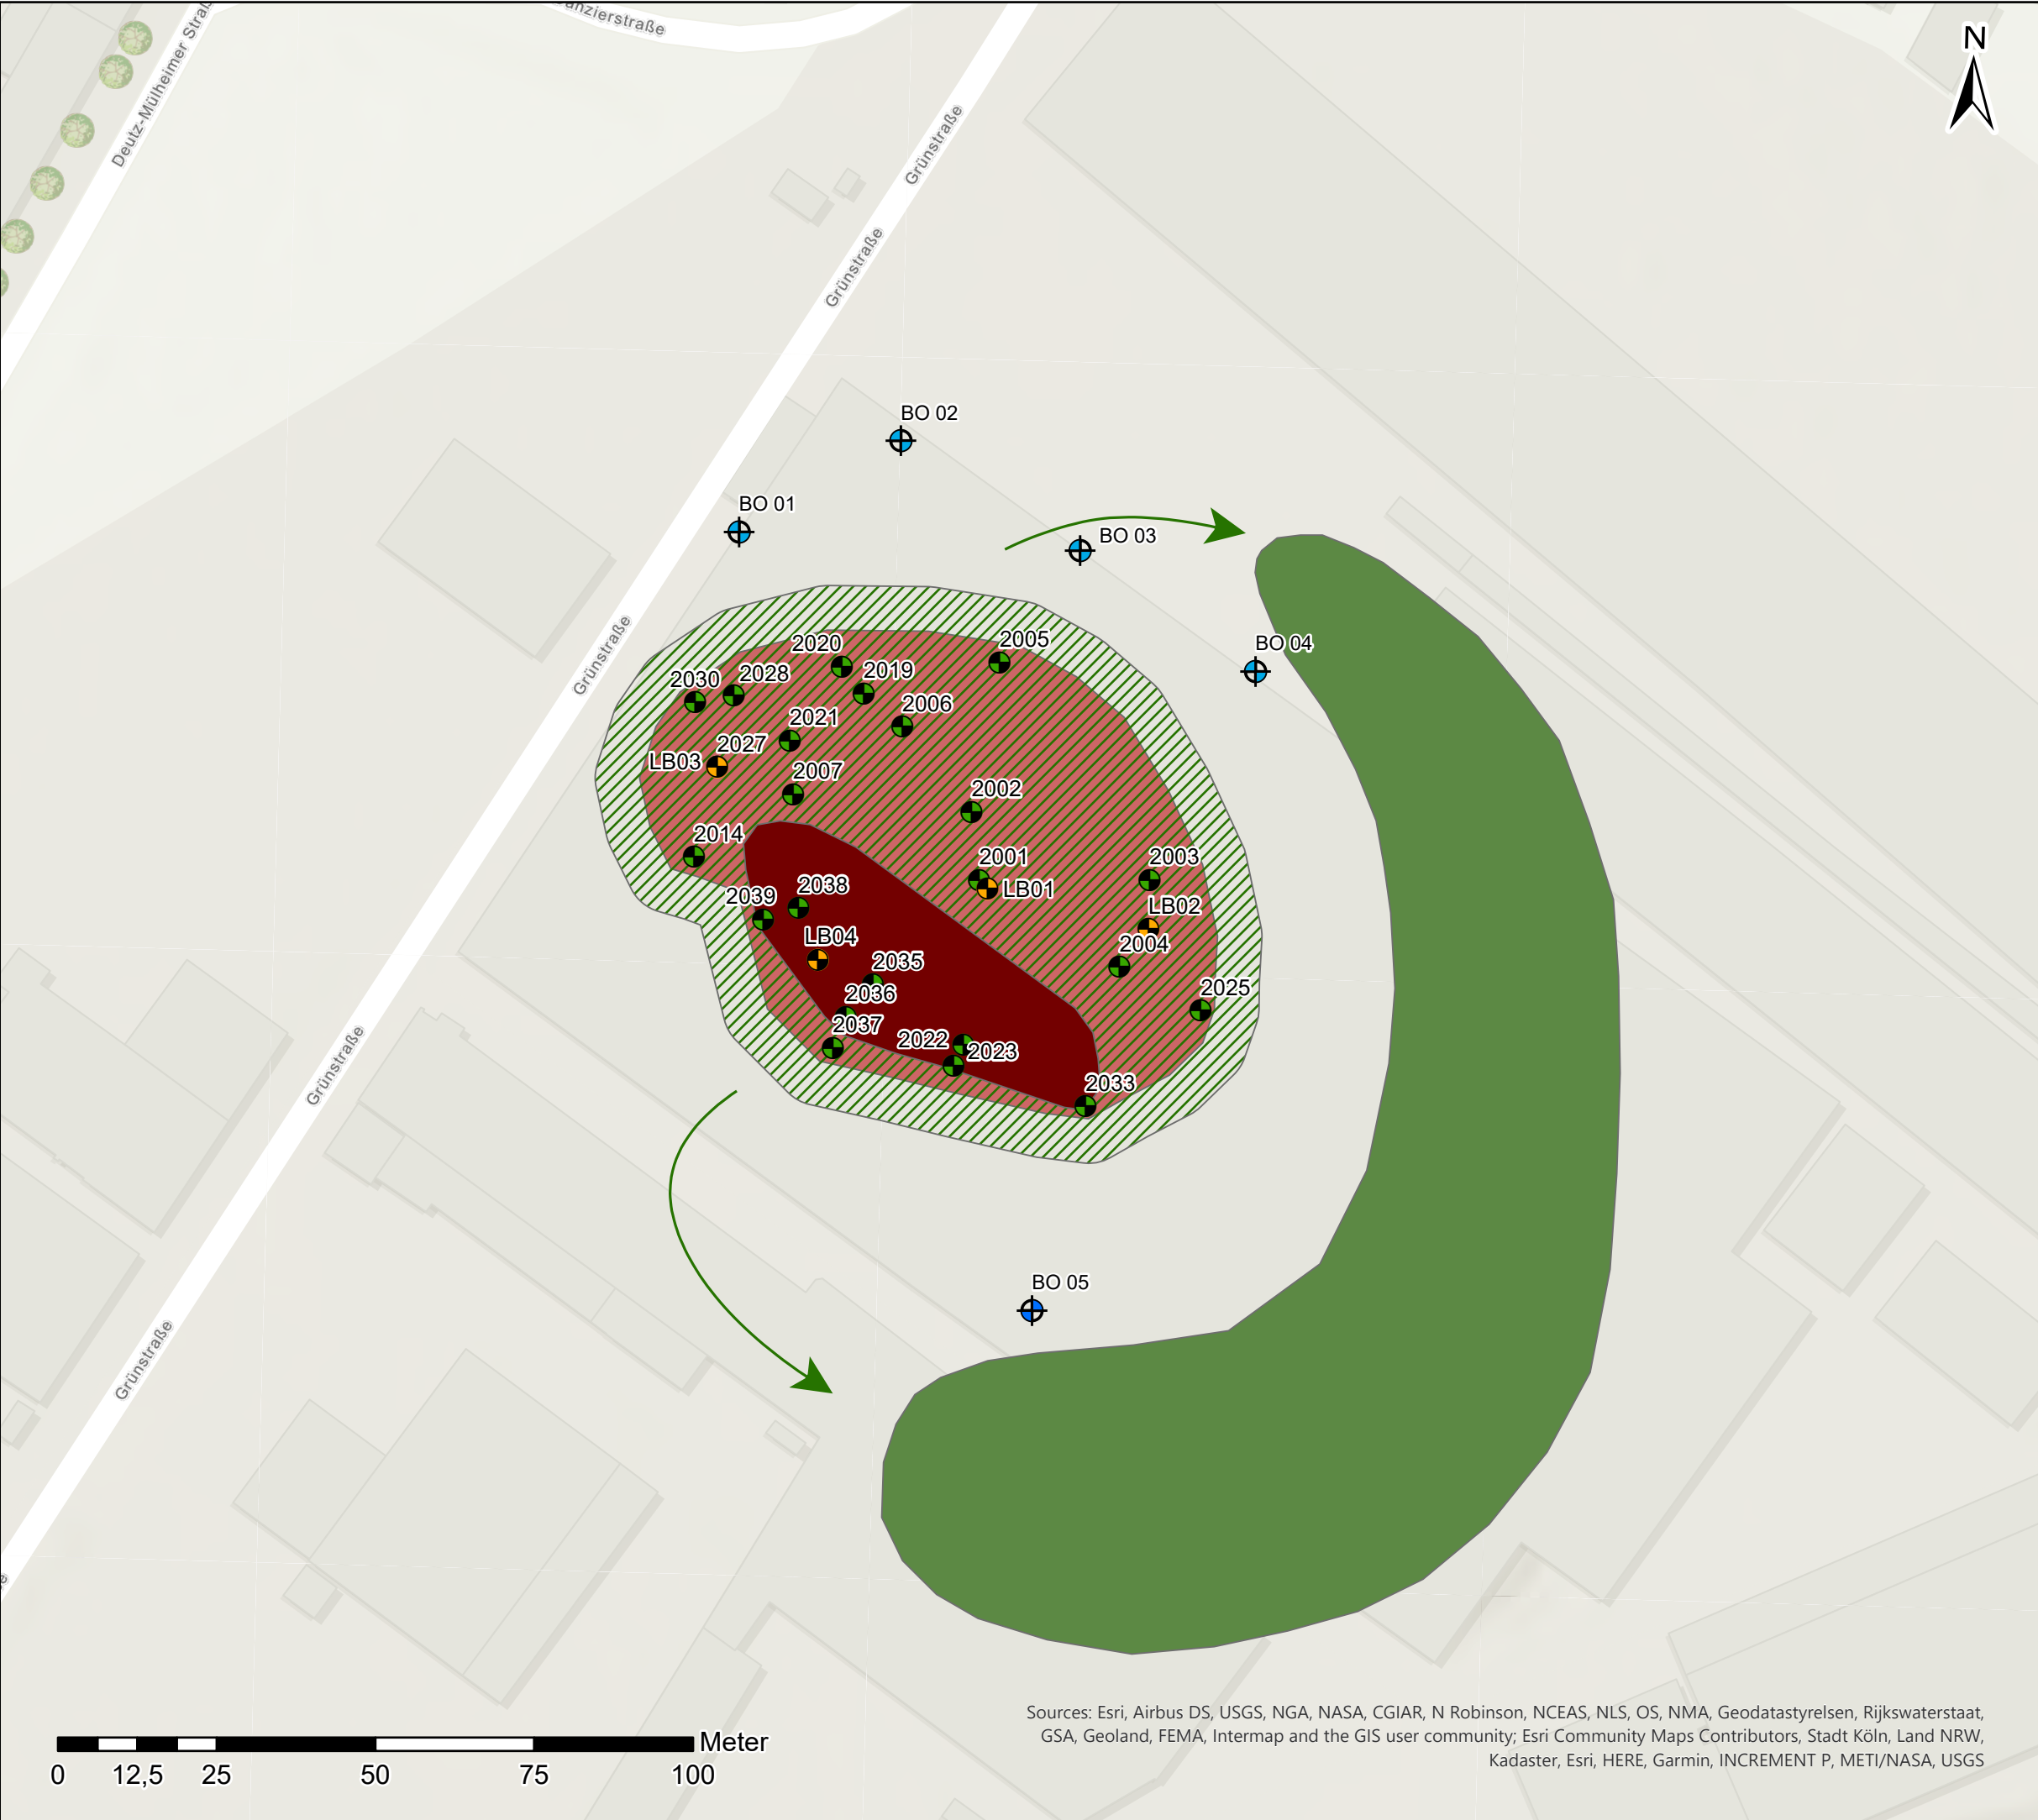 anzierstraße
Deutz-Mülheimer Straß
N
Grünstraße
Grünstraße
BO 02
BO 01
BO 03
Grünstraße
BO 04
2020
2005
2030
2028
2019
2006
2021
LB03
2027
2007
2002
2014
2001
2003
2038
LB01
2039
LB02
LB04
2004
2035
2025
2036
2037
2022
2023
2033
Grünstraße
BO 05
Grünstraße
Sources: Esri, Airbus DS, USGS, NGA, NASA, CGIAR, N Robinson, NCEAS, NLS, OS, NMA, Geodatastyrelsen, Rijkswaterstaat,
GSA, Geoland, FEMA, Intermap and the GIS user community; Esri Community Maps Contributors, Stadt Köln, Land NRW,
Kadaster, Esri, HERE, Garmin, INCREMENT P, METI/NASA, USGS
Meter
0 12,5 25 50 75 100